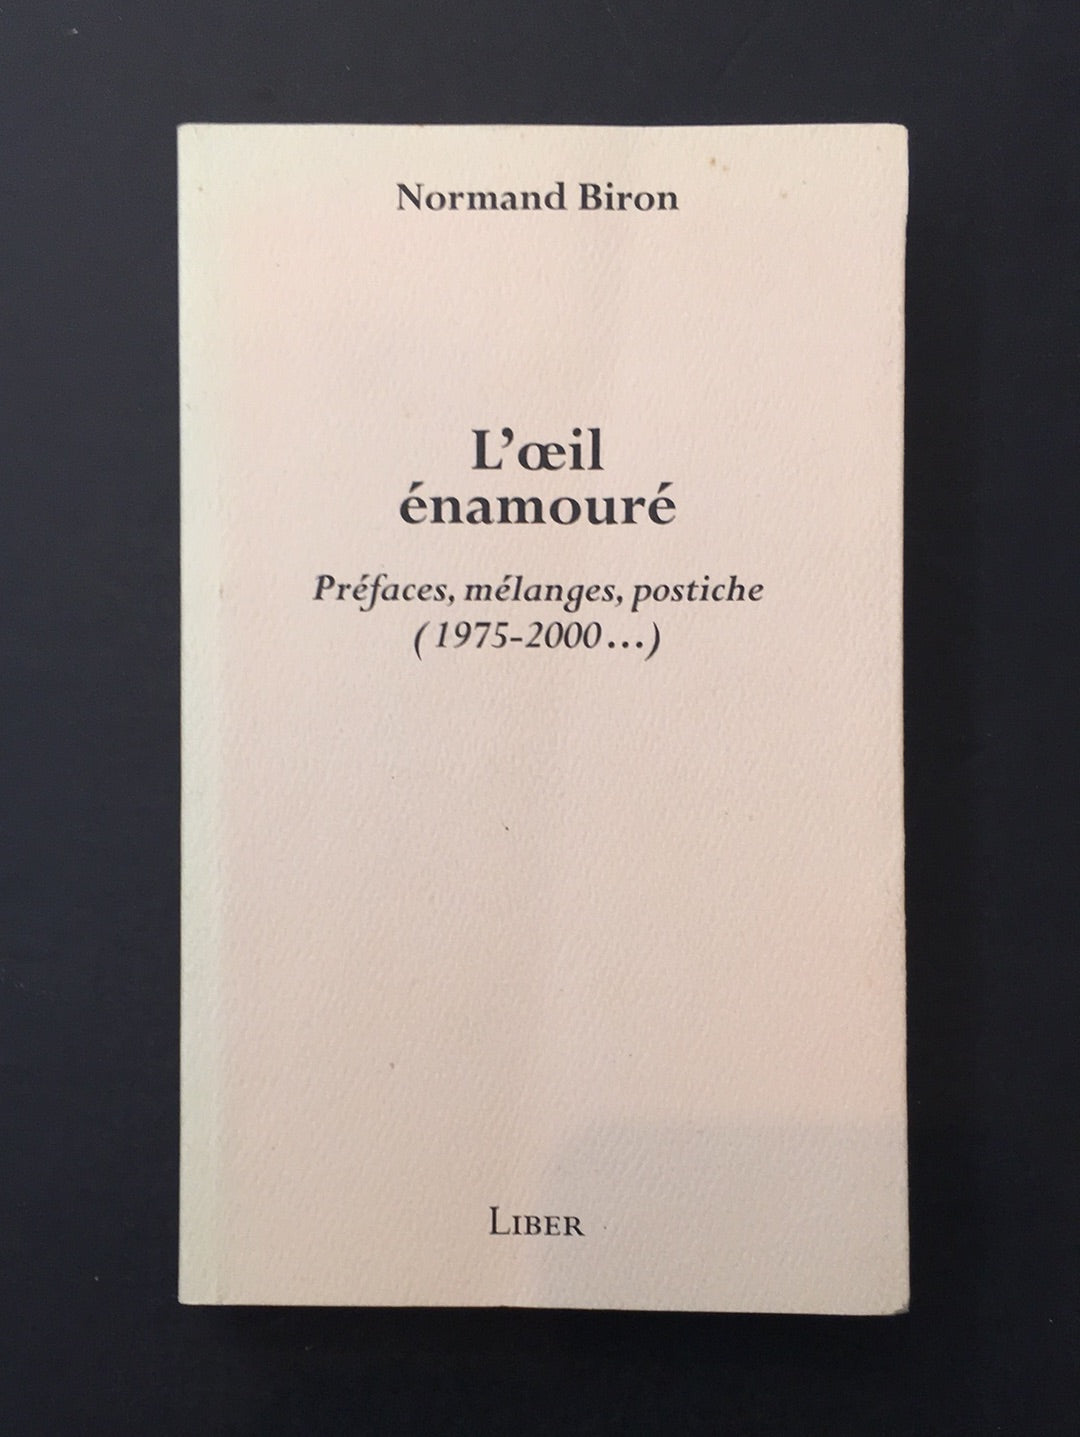 Normand Biron
L’œil
énamouré
Préfaces, mélanges, postiche
(1975-2000…)
LIBER